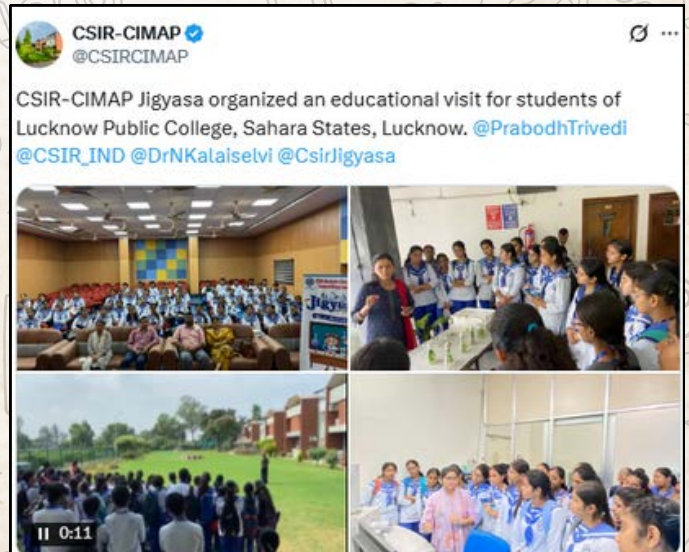 CSIR-CIMAP
@CSIRCIMAP
CSIR-CIMAP Jigyasa organized an educational visit for students of
Lucknow Public College, Sahara States, Lucknow. @PrabodhTrivedi
@CSIR_IND @DrNKalaiselvi @CsirJigyasa
Jigyasa
0:11